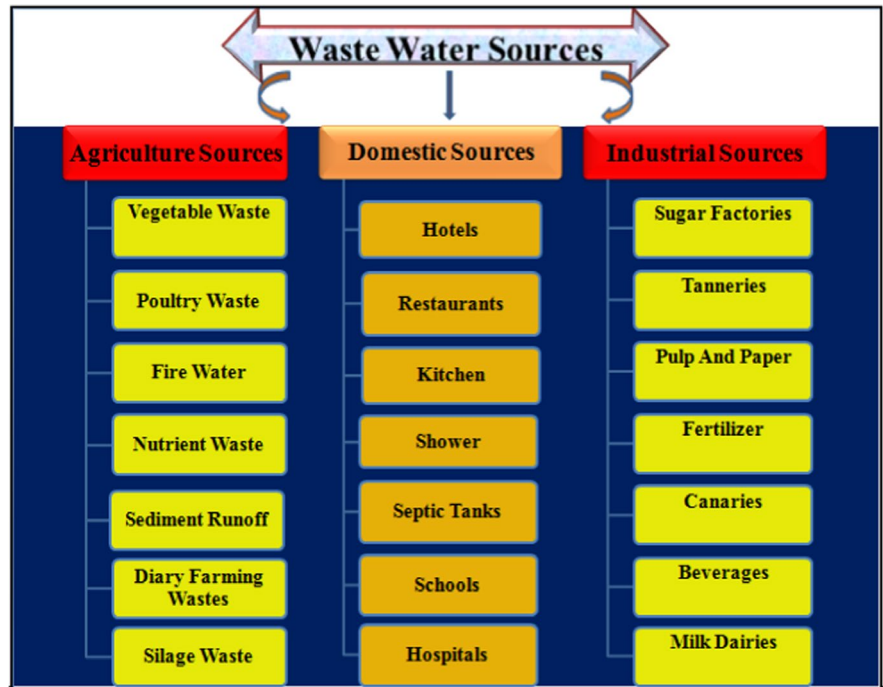 Waste Water Sources
Agriculture Sources
Vegetable Waste
Poultry Waste
Fire Water
Nutrient Waste
Sediment Runoff
Diary Farming
Wastes
Silage Waste
Domestic Sources
Hotels
Restaurants
Kitchen
Shower
Septic Tanks
Schools
Hospitals
Industrial Sources
Sugar Factories
Tanneries
Pulp And Paper
Fertilizer
Canaries
Beverages
Milk Dairies